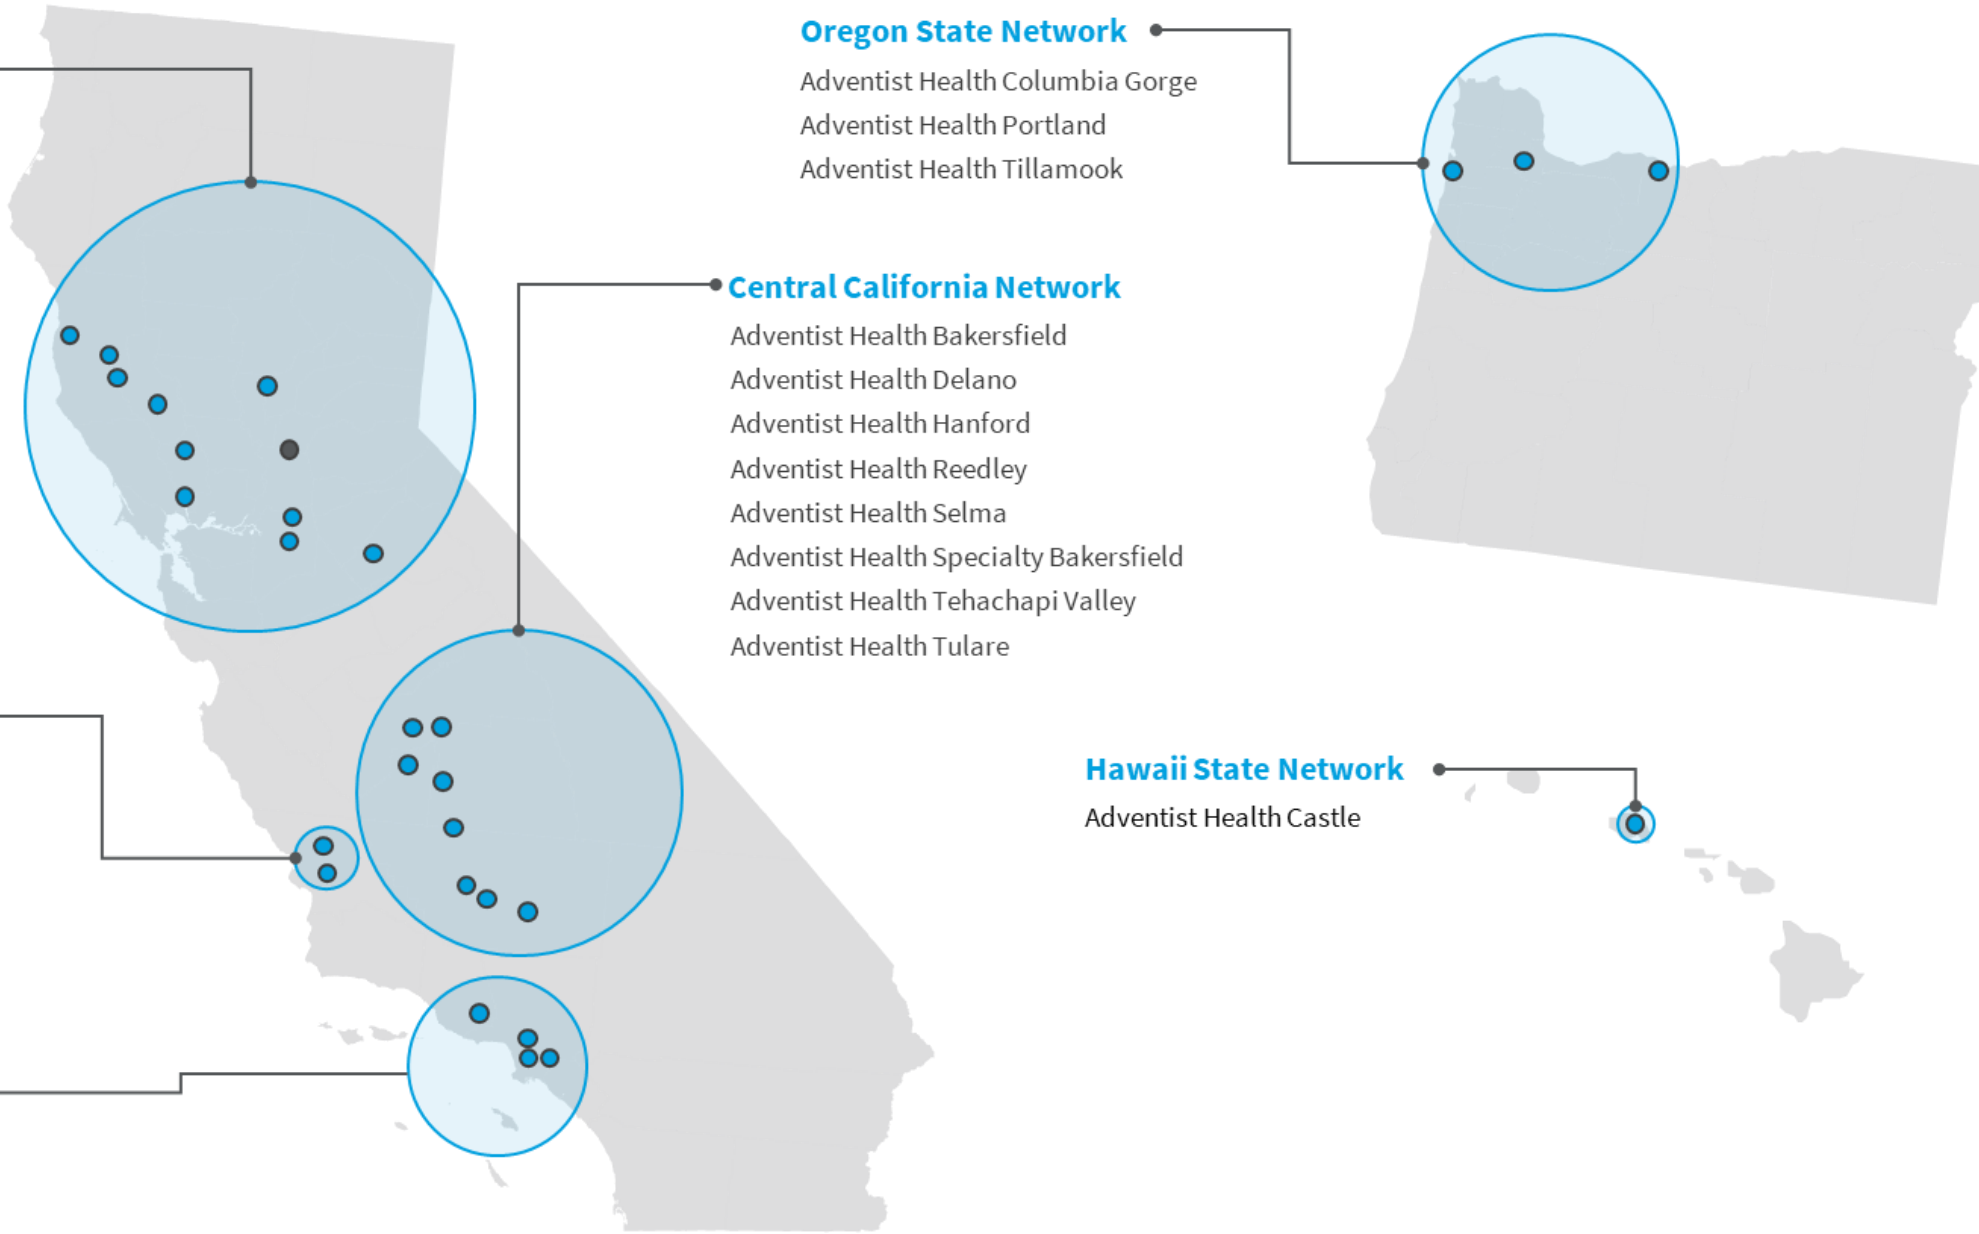 Oregon State Network
Adventist Health Columbia Gorge
Adventist Health Portland
Adventist Health Tillamook
Central California Network
Adventist Health Bakersfield
Adventist Health Delano
Adventist Health Hanford
Adventist Health Reedley
Adventist Health Selma
Adventist Health Specialty Bakersfield
Adventist Health Tehachapi Valley
Adventist Health Tulare
Hawaii State Network
Adventist Health Castle